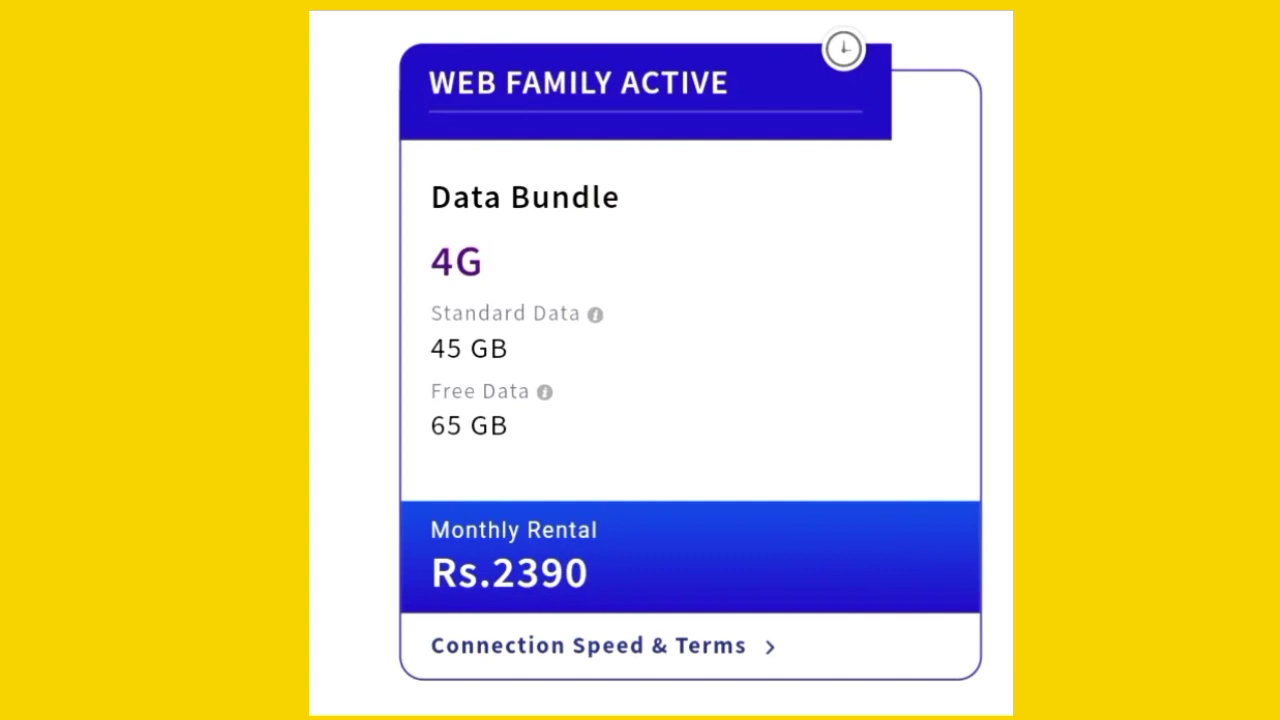 WEB FAMILY ACTIVE
Data Bundle
4G
Standard Data
45 GB
Free Data
65 GB
Monthly Rental
Rs.2390
Connection Speed & Terms